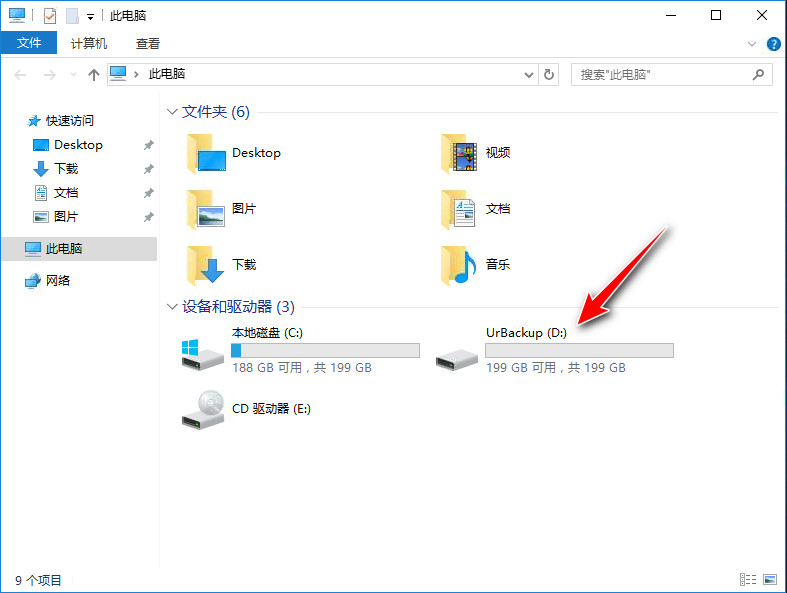 此电脑
文件 计算机 查看
此电脑 搜索"此电脑"
快速访问
Desktop
下载
文档
图片
此电脑
网络
文件夹 (6)
Desktop
视频
图片
文档
下载
音乐
设备和驱动器 (3)
本地磁盘 (C:)
188 GB 可用，共 199 GB
UrBackup (D:)
199 GB 可用，共 199 GB
CD 驱动器 (E:)
9 个项目